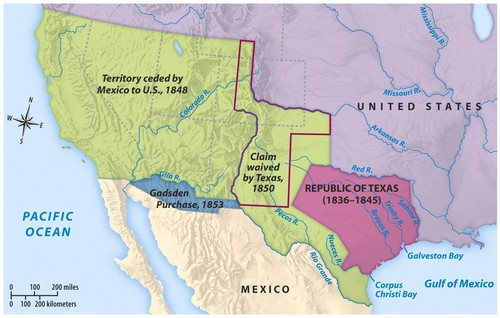 Territory ceded by
Mexico to U.S., 1848
Colorado R.
Mississippi R.
Missouri R.
UNITED STATES
Arkansas R.
N
W
E
S
Claim
waived
by Texas,
1850
Red R.
Gila R.
Gadsden
Purchase, 1853
REPUBLIC OF TEXAS
(1836–1845)
Sabine R.
Trinity R.
Brazos R.
Pecos R.
PACIFIC
OCEAN
Nueces R.
Rio Grande
Galveston Bay
Corpus
Christi Bay
Gulf of Mexico
MEXICO
0 100 200 miles
0 100 200 kilometers